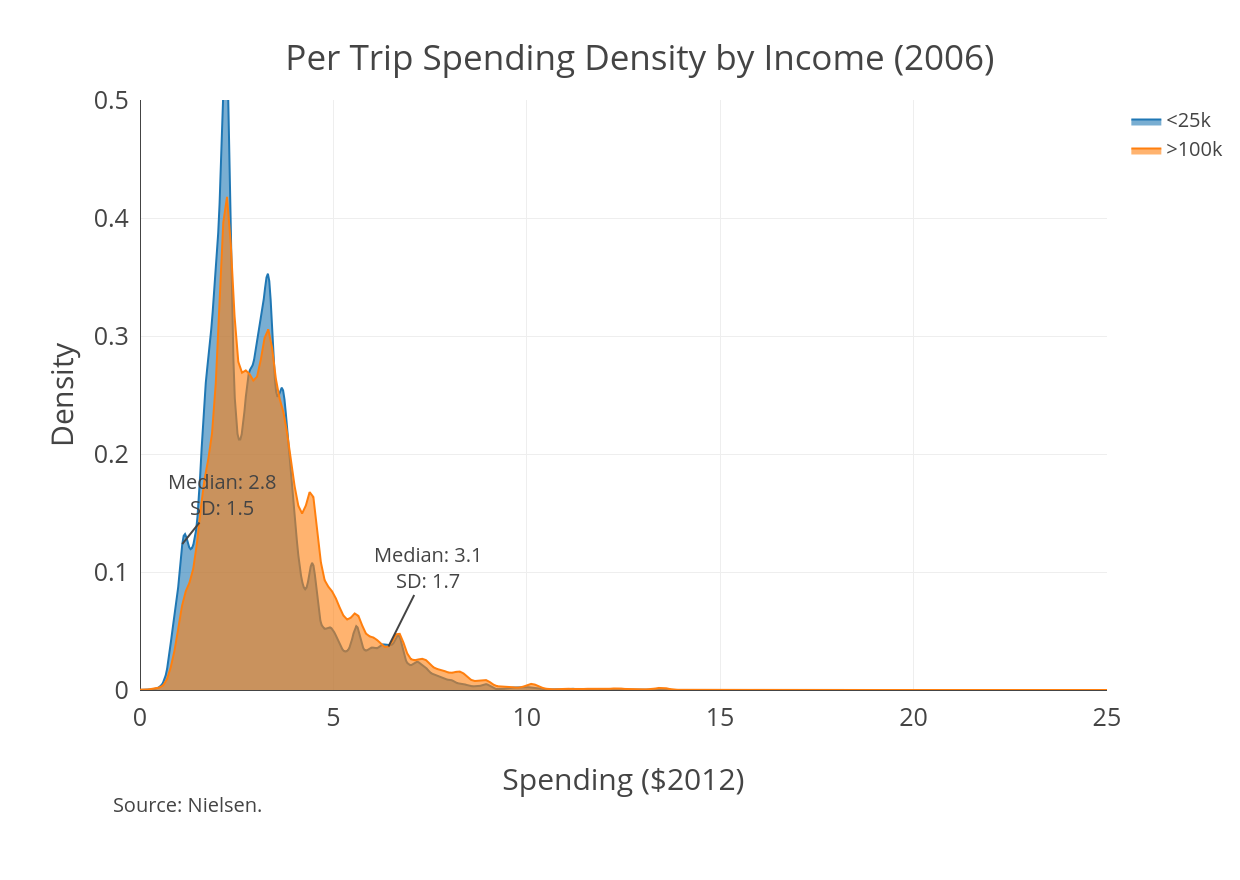 Per Trip Spending Density by Income (2006)
<25k
>100k
Density
0.5
0.4
0.3
0.2
0.1
0
Median: 2.8
SD: 1.5
Median: 3.1
SD: 1.7
0 5 10 15 20 25
Spending ($2012)
Source: Nielsen.